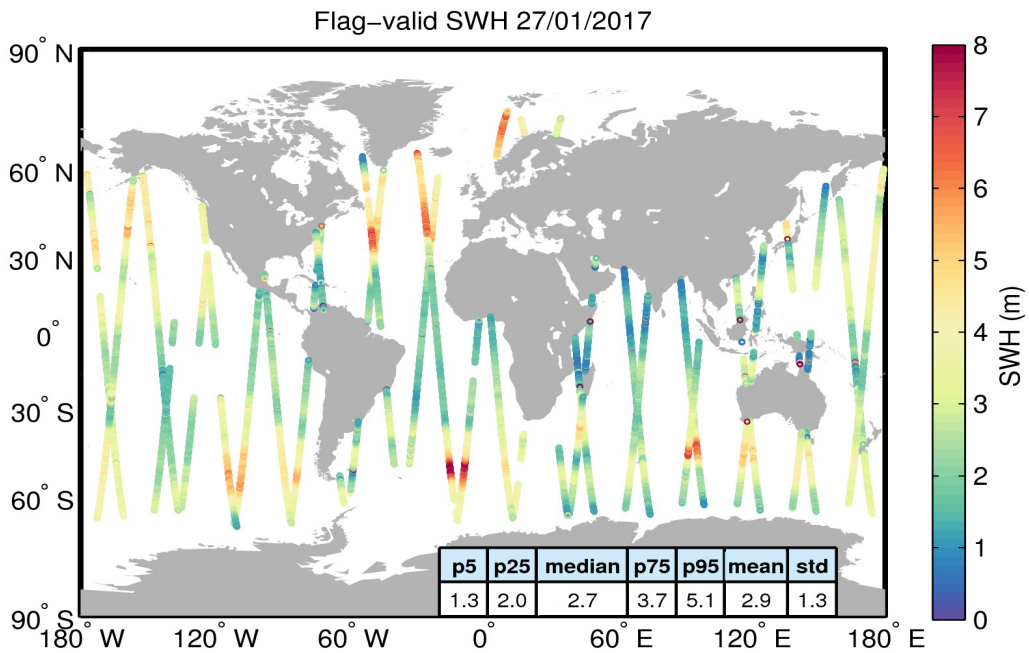 Flag−valid SWH 27/01/2017
90° N
60° N
30° N
0°
30° S
60° S
90° S
180° W
120° W
60° W
0°
60° E
120° E
180° E
p5 p25 median p75 p95 mean std
1.3 2.0 2.7 3.7 5.1 2.9 1.3
8
7
6
5
4
3
2
1
0
SWH (m)